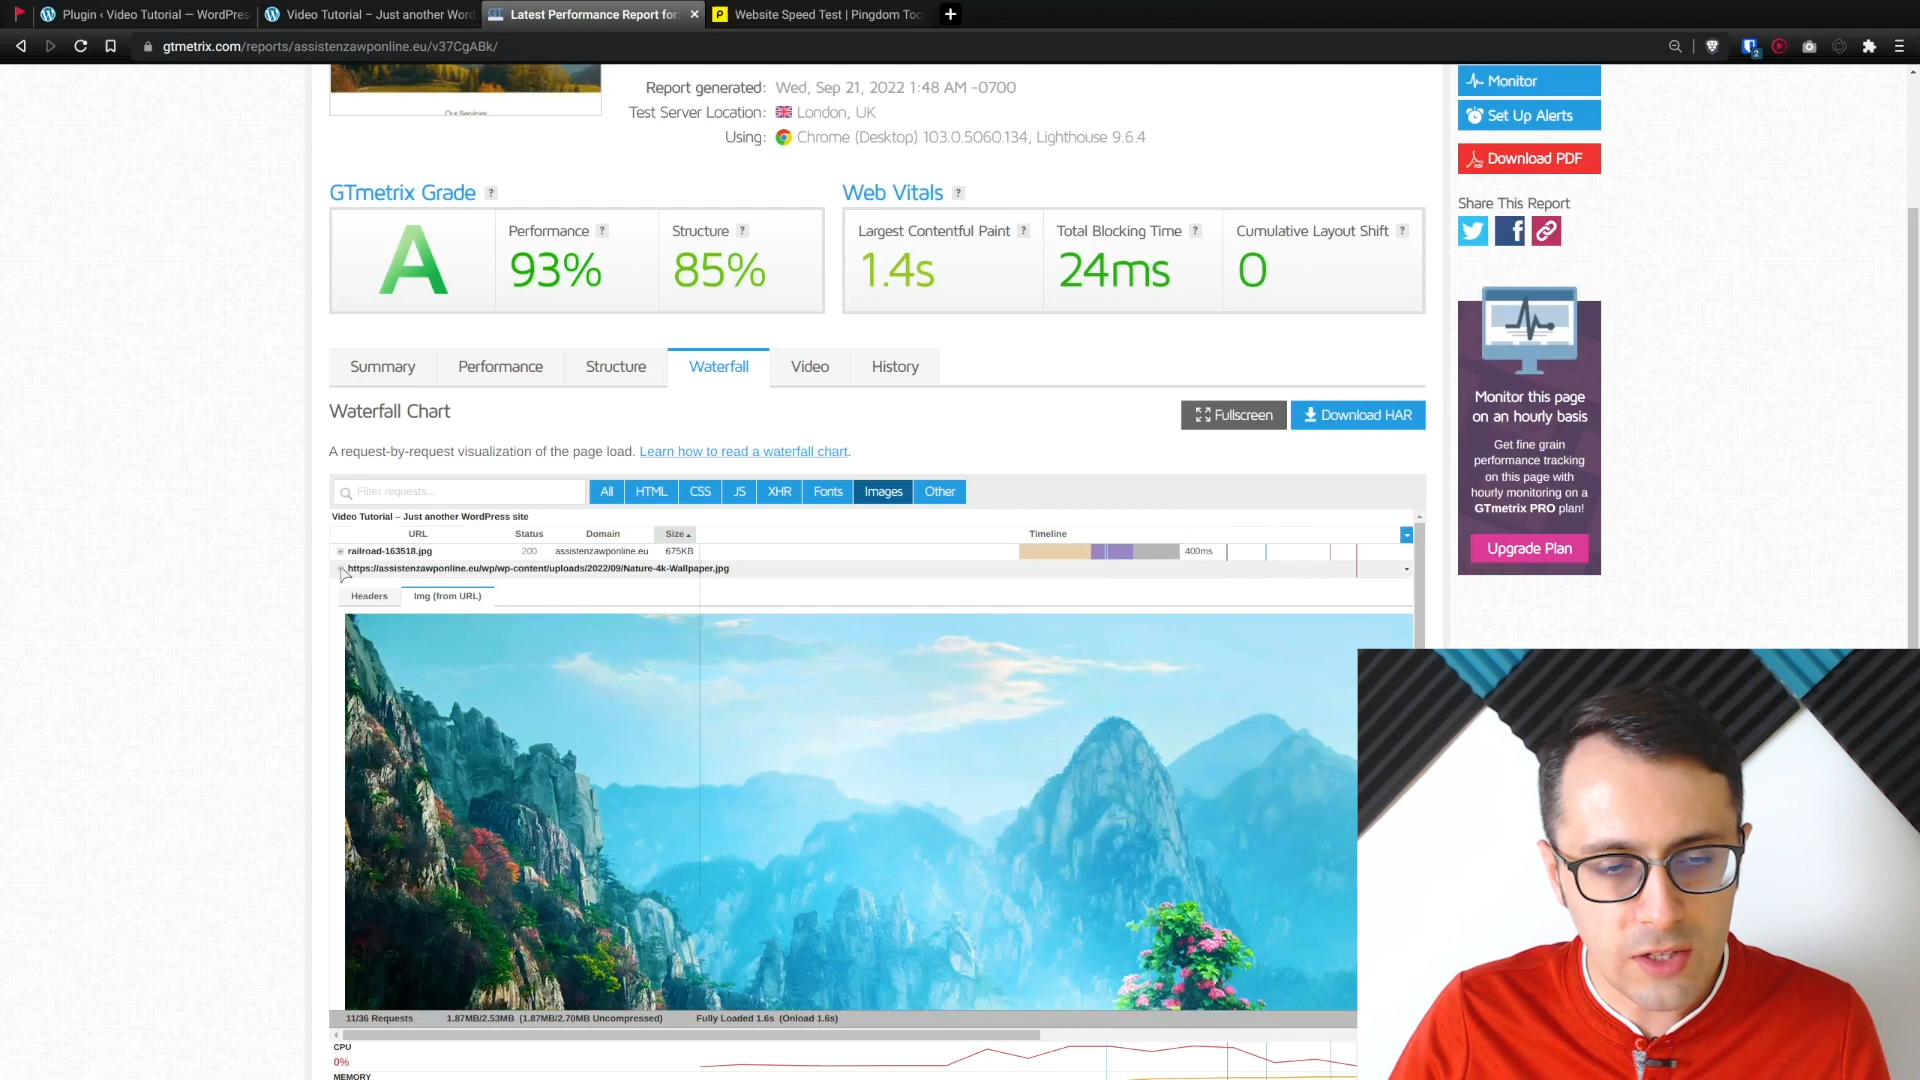 Plugin ‹ Video Tutorial — WordPres
Video Tutorial – Just another Word
Latest Performance Report for:
Website Speed Test | Pingdom Too
gtmetrix.com/reports/assistenzawponline.eu/v37CgABk/
2
Our Services
Report generated: Wed, Sep 21, 2022 1:48 AM -0700
Test Server Location: London, UK
Using: Chrome (Desktop) 103.0.5060.134, Lighthouse 9.6.4
Monitor
Set Up Alerts
Download PDF
Share This Report
GTmetrix Grade ?
Web Vitals ?
A
Performance ?
93%
Structure ?
85%
Largest Contentful Paint ?
1.4s
Total Blocking Time ?
24ms
Cumulative Layout Shift ?
0
Summary
Performance
Structure
Waterfall
Video
History
Monitor this page
on an hourly basis
Get fine grain
performance tracking
on this page with
hourly monitoring on a
GTmetrix PRO plan!
Upgrade Plan
Waterfall Chart
Fullscreen
Download HAR
A request-by-request visualization of the page load. Learn how to read a waterfall chart.
Filter requests...
All HTML CSS JS XHR Fonts Images Other
Video Tutorial – Just another WordPress site
URL Status Domain Size Timeline
railroad-163518.jpg 200 assistenzawponline.eu 675KB 400ms
https://assistenzawponline.eu/wp/wp-content/uploads/2022/09/Nature-4k-Wallpaper.jpg
Headers Img (from URL)
11/36 Requests 1.87MB/2.53MB (1.87MB/2.70MB Uncompressed) Fully Loaded 1.6s (Onload 1.6s)
CPU
0%
MEMORY